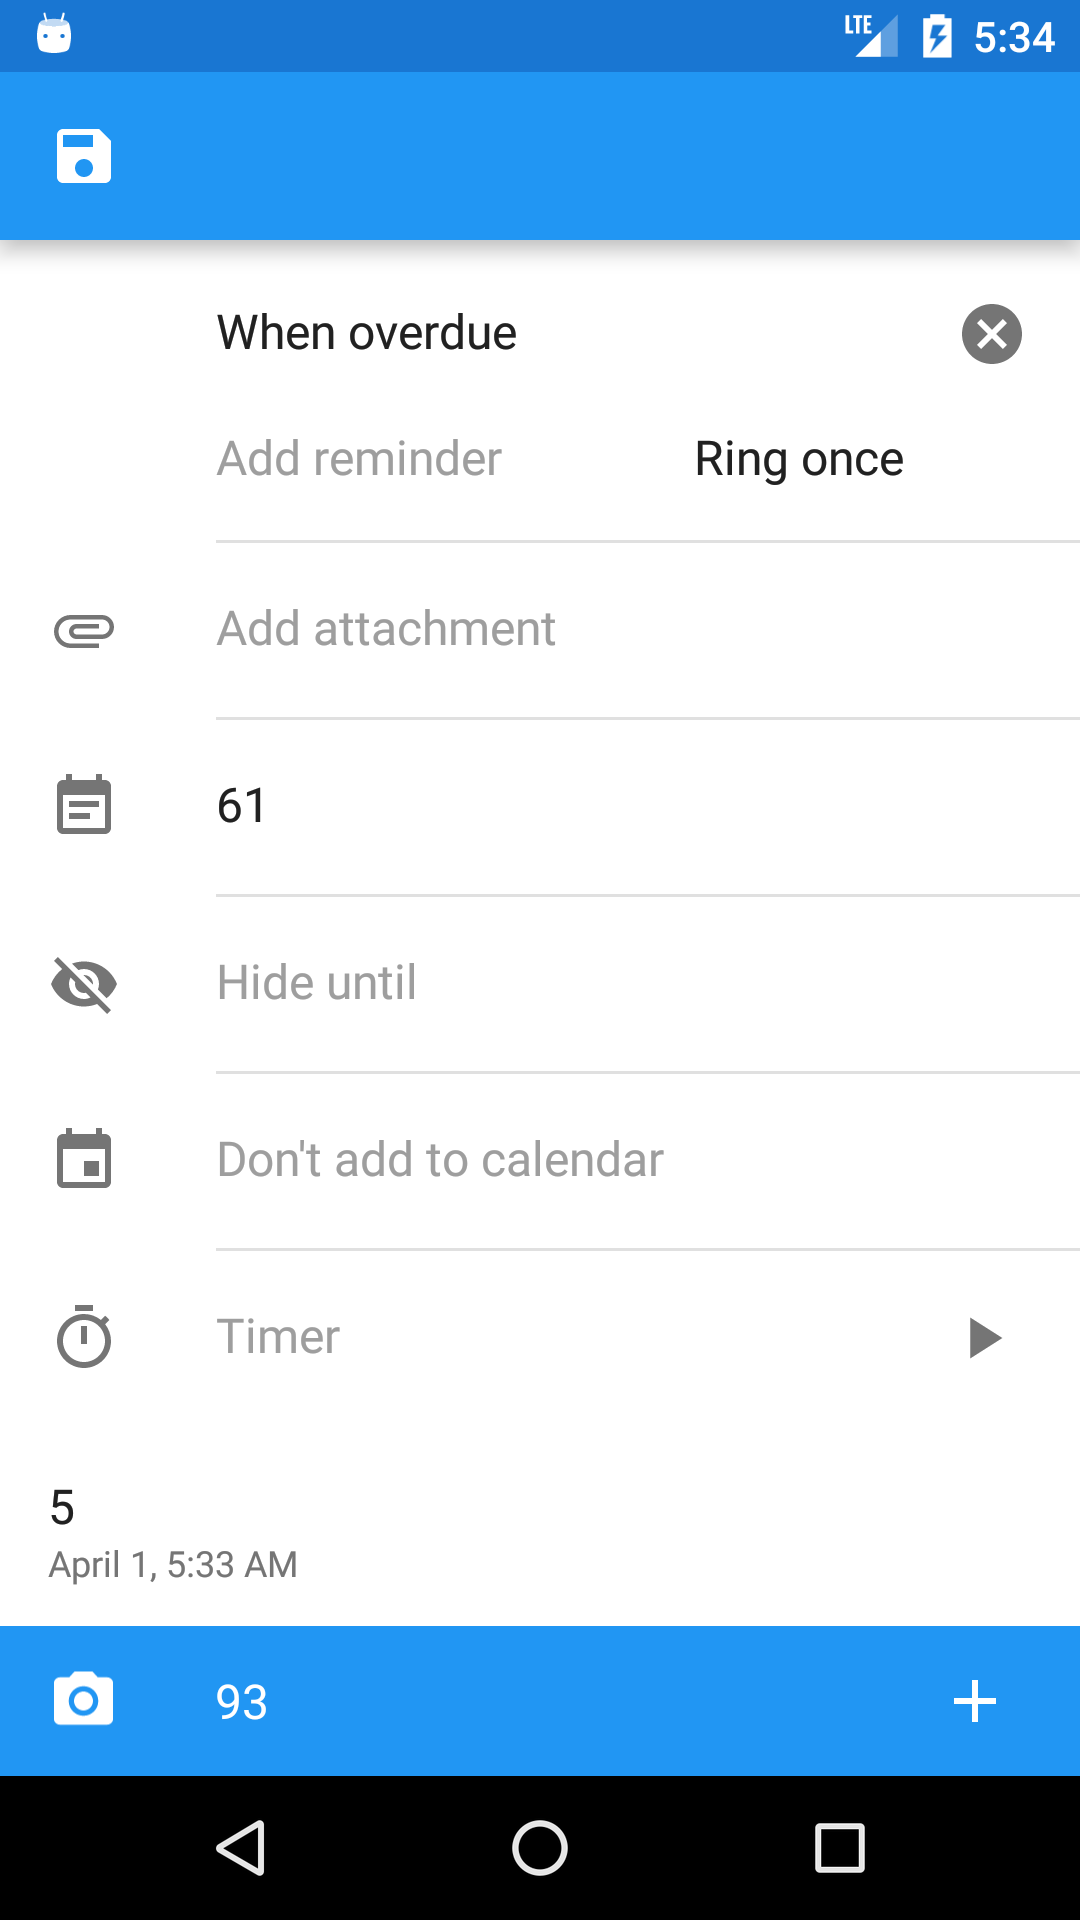 LTE 5:34
When overdue
Add reminder Ring once
Add attachment
61
Hide until
Don't add to calendar
Timer
5
April 1, 5:33 AM
93